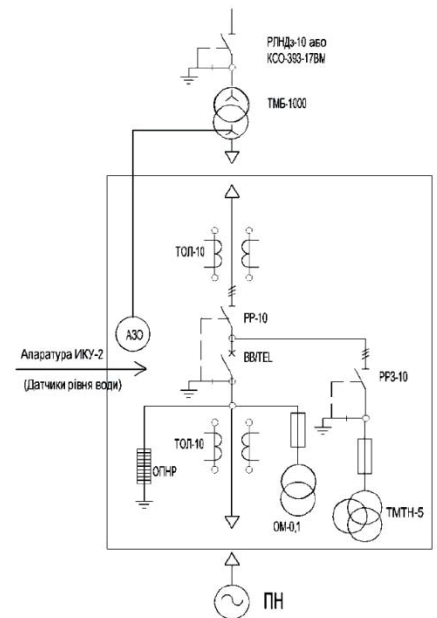 РЛНДз-10 або
КСО-393-17ВМ
ТМБ-1000
ТОЛ-10
РР-10
АЗО
ВВ/TEL
Апаратура ИКУ-2
РРЗ-10
(Датчики рівня води)
ТОЛ-10
ОПНР
ОМ-0,1
ТМТН-5
ПН